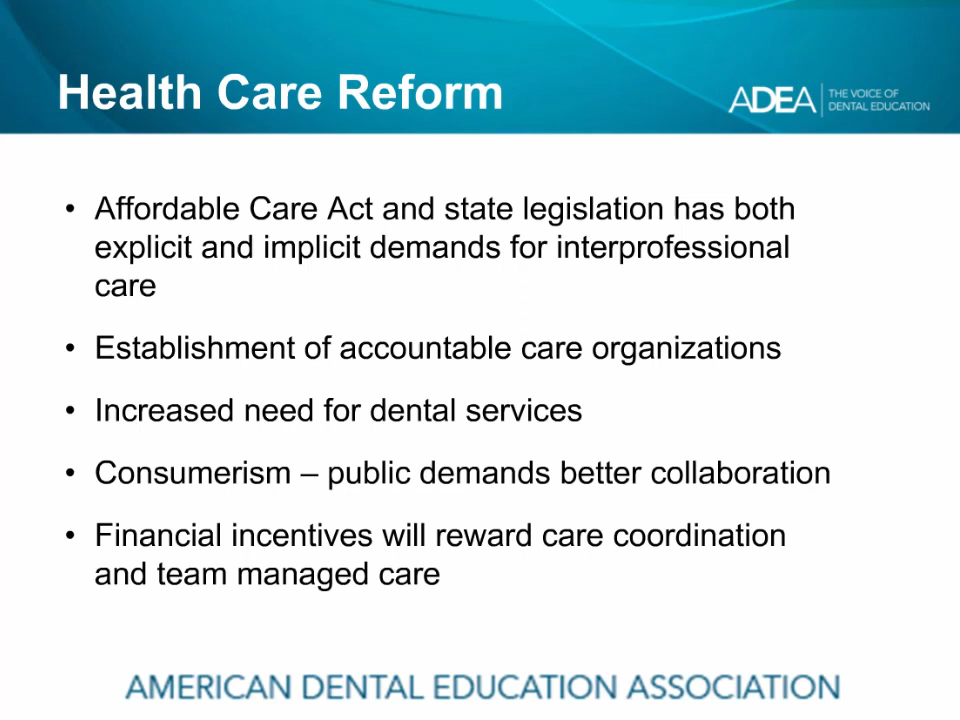 Health Care Reform
ADEA THE VOICE OF
DENTAL EDUCATION
• Affordable Care Act and state legislation has both
explicit and implicit demands for interprofessional
care
• Establishment of accountable care organizations
• Increased need for dental services
• Consumerism – public demands better collaboration
• Financial incentives will reward care coordination
and team managed care
AMERICAN DENTAL EDUCATION ASSOCIATION